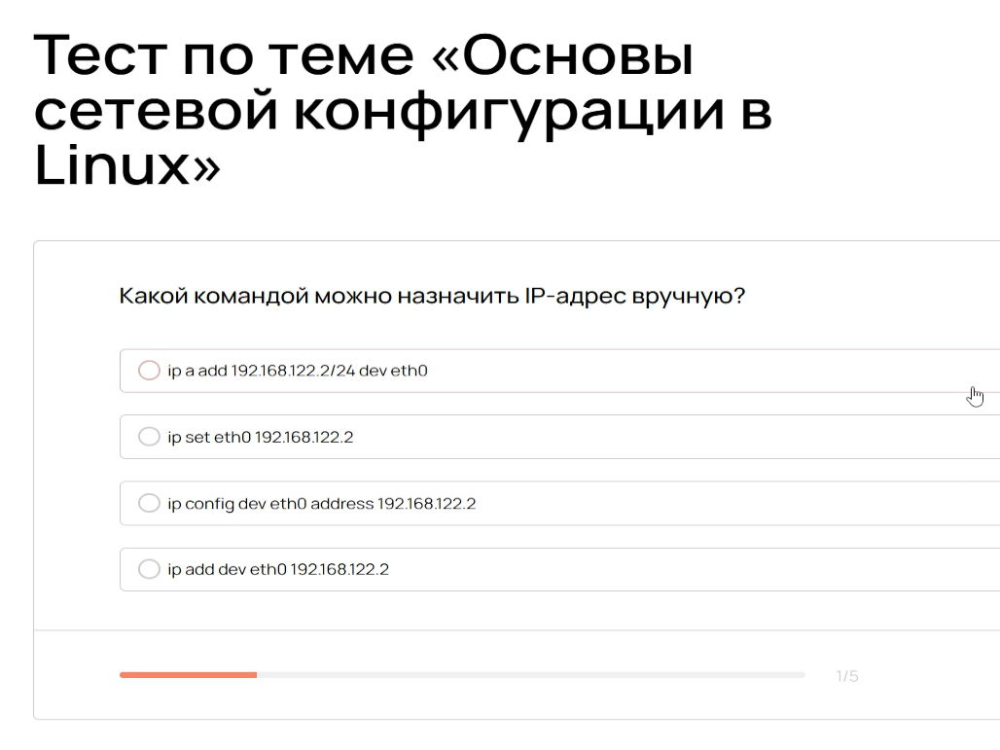 Тест по теме «Основы
сетевой конфигурации в
Linux»
Какой командой можно назначить IP-адрес вручную?
ip a add 192.168.122.2/24 dev eth0
ip set eth0 192.168.122.2
ip config dev eth0 address 192.168.122.2
ip add dev eth0 192.168.122.2
1/5